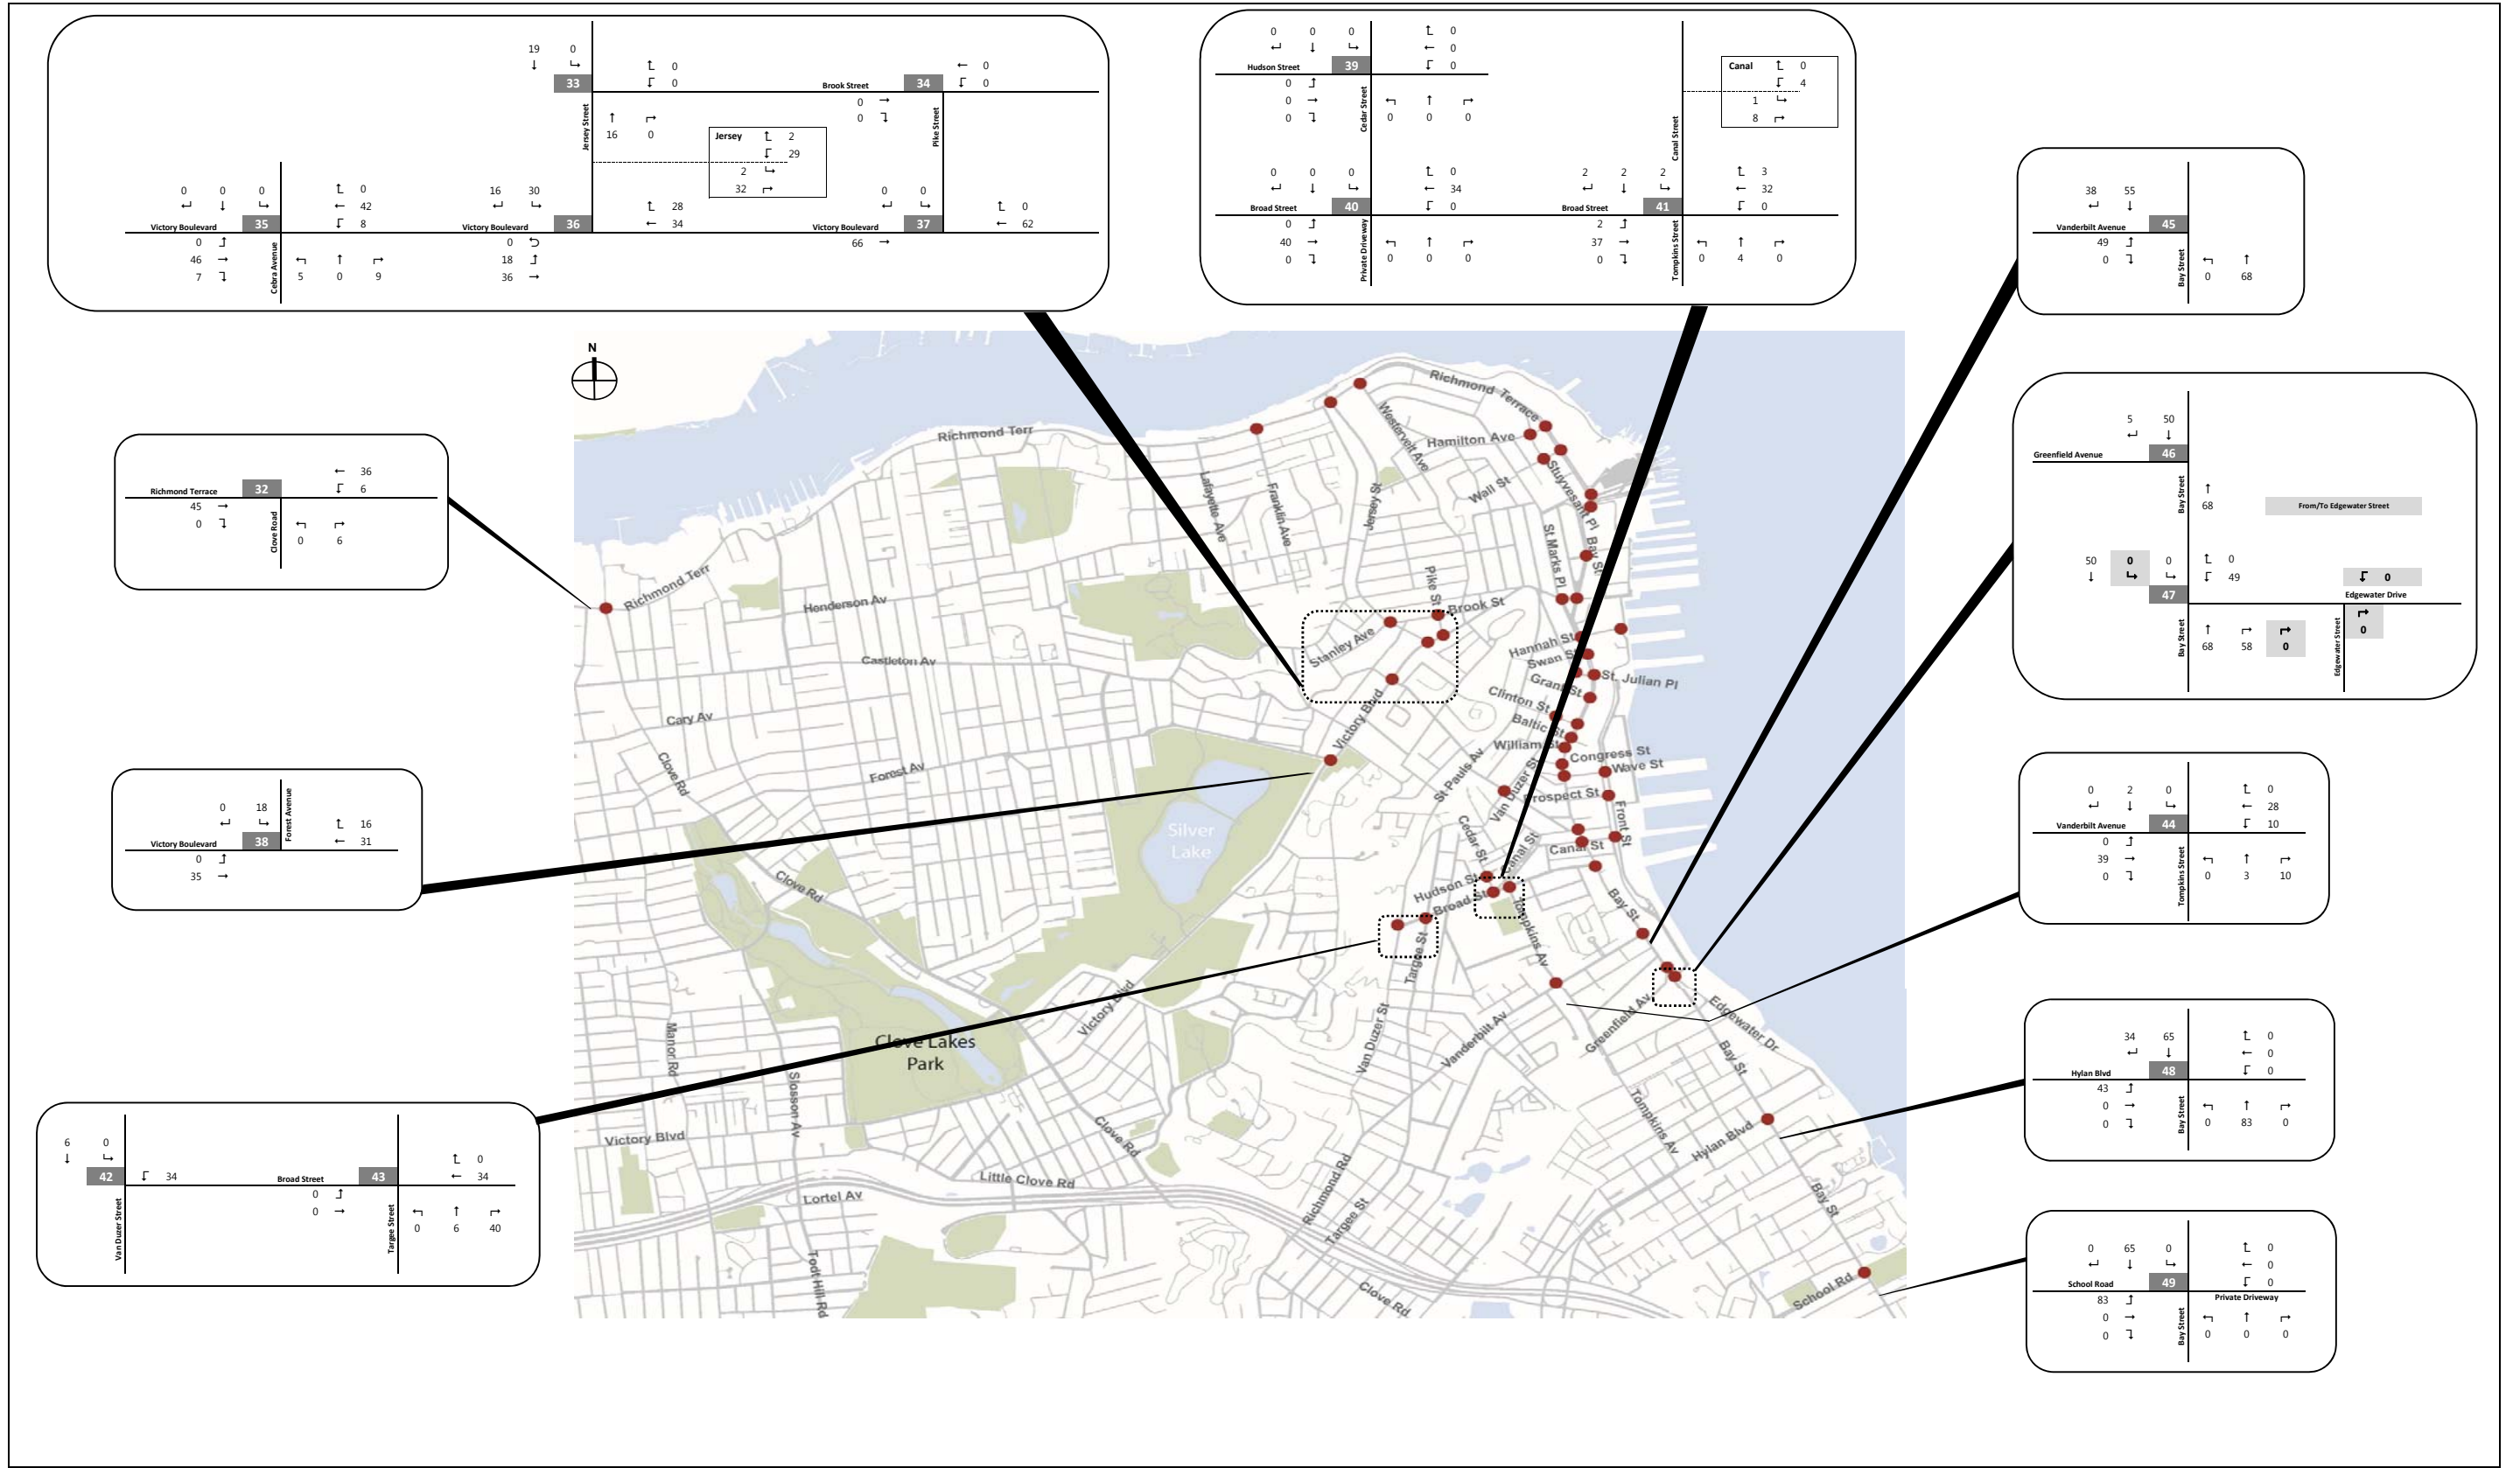 19 0
0
33
0
Jersey Street
16 0
Brook Street 34
0
0
0
0
Pike Street
Jersey 2
29
2
32
0 0 0
0
42
Victory Boulevard 35
8
0
46
7
Cebra Avenue
5 0 9
16 30
28
Victory Boulevard 36
34
0
18
36
0 0
0
Victory Boulevard 37
62
66
0 0 0
0
0
Hudson Street 39
0
0
0
0
Cedar Street
0 0 0
Canal 0
4
1
8
Canal Street
0 0 0
0
34
Broad Street 40
0
0
40
0
Private Driveway
0 0 0
2 2 2
3
32
Broad Street 41
0
2
37
0
Tompkins Street
0 4 0
38 55
Vanderbilt Avenue 45
49
0
Bay Street
0 68
5 50
Greenfield Avenue 46
Bay Street
68
From/To Edgewater Street
50 0 0
0
49
0
47
Edgewater Drive
Bay Street
68 58 0
Edgewater Street
0
36
Richmond Terrace 32
6
45
0
Clove Road
0 6
0 18
Forest Avenue
16
Victory Boulevard 38
31
0
35
0 2 0
0
28
Vanderbilt Avenue 44
10
0
39
0
Tompkins Street
0 3 10
34 65
0
0
Hylan Blvd 48
0
43
0
0
Bay Street
0 83 0
6 0
42
34
Van Duzer Street
0
Broad Street 43
34
0
0
Targee Street
0 6 40
0 65 0
0
0
School Road 49
0
Private Driveway
83
0
0
Bay Street
0 0 0
N
Richmond Terrace
Richmond Terr
Westervelt Ave
Hamilton Ave
Stuyvesant Pl
Wall St
Lafayette Ave
Franklin Ave
Jersey St
St Marks Pl
Bay St
Richmond Terr
Henderson Av
Pike St
Brook St
Stanley Ave
Castleton Av
Hannah St
Swan St
St. Julian Pl
Grant St
Clinton St
Cary Av
Victory Blvd
Baltic St
William St
Congress St
Wave St
Clove Rd
Forest Av
St Pauls Av
Van Duzer St
Prospect St
Front St
Silver
Lake
Cedar St
Canal St
Canal St
Clove Rd
Hudson St
Broad St
Tompkins Av
Bay St
Targee St
Victory Blvd
Manor Rd
Clove Lakes
Park
Van Duzer St
Vanderbilt Av
Greenfield Av
Edgewater Dr
Bay St
Slosson Av
Tompkins Av
Victory Blvd
Clove Rd
Hylan Blvd
Little Clove Rd
Lortel Av
Richmond Rd
Targee St
Bay St
Todt Hill Rd
Clove Rd
School Rd